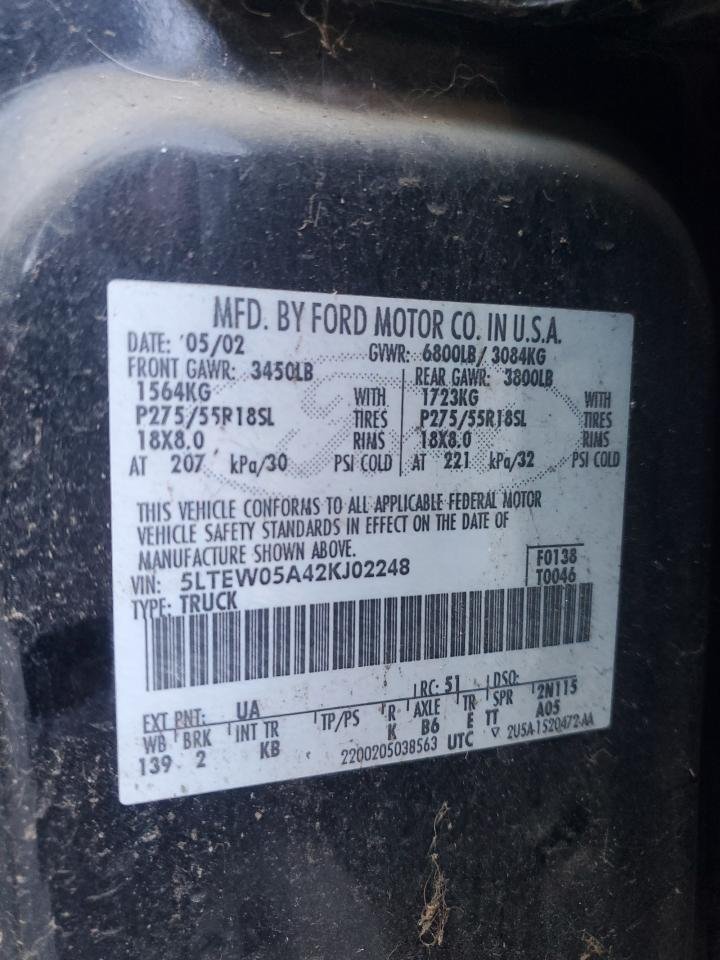 MFD. BY FORD MOTOR CO. IN U.S.A.
DATE: 05/02 GVWR: 6800LB/ 3084KG
FRONT GAWR: 3450LB REAR GAWR: 3800LB
1564KG WITH 1723KG WITH
P275/55R18SL TIRES P275/55R18SL TIRES
18X8.0 RIMS 18X8.0 RIMS
AT 207 kPa/30 PSI COLD AT 221 kPa/32 PSI COLD
THIS VEHICLE CONFORMS TO ALL APPLICABLE FEDERAL MOTOR
VEHICLE SAFETY STANDARDS IN EFFECT ON THE DATE OF
MANUFACTURE SHOWN ABOVE.
VIN: 5LTEW05A42KJ02248 F0138
TYPE: TRUCK T0046
EXT PNT: UA RC: 51 DSO:
WB BRK INT TR TP/PS R AXLE TR SPR 2N115
139 2 KB K B6 E TT A05
2200205038563 UTC ▽ 2U5A-1520472-AA